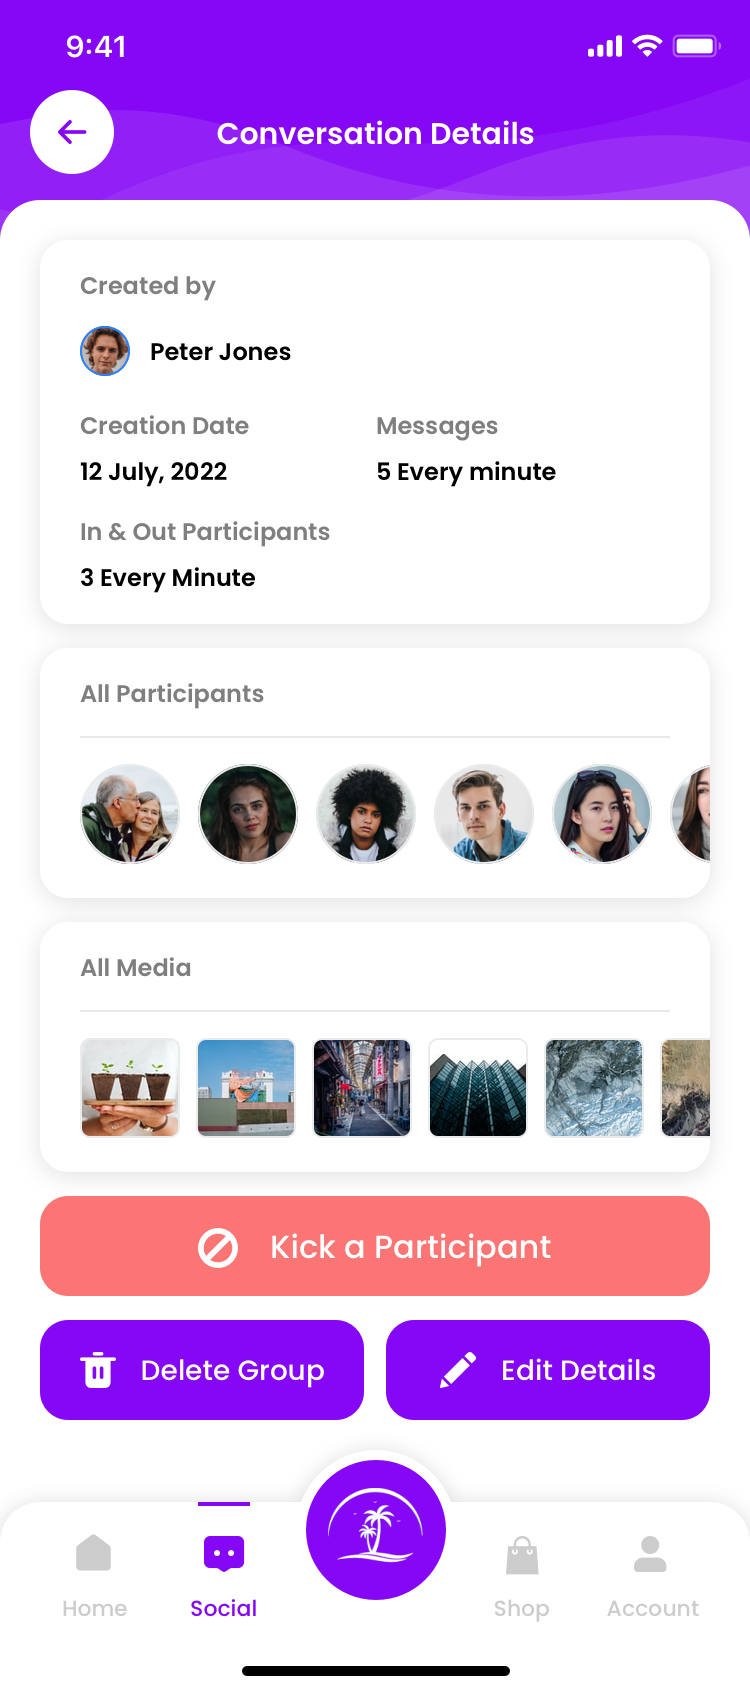 9:41
Conversation Details
Created by
Peter Jones
Creation Date
Messages
12 July, 2022
5 Every minute
In & Out Participants
3 Every Minute
All Participants
All Media
Kick a Participant
Delete Group
Edit Details
Home
Social
Shop
Account